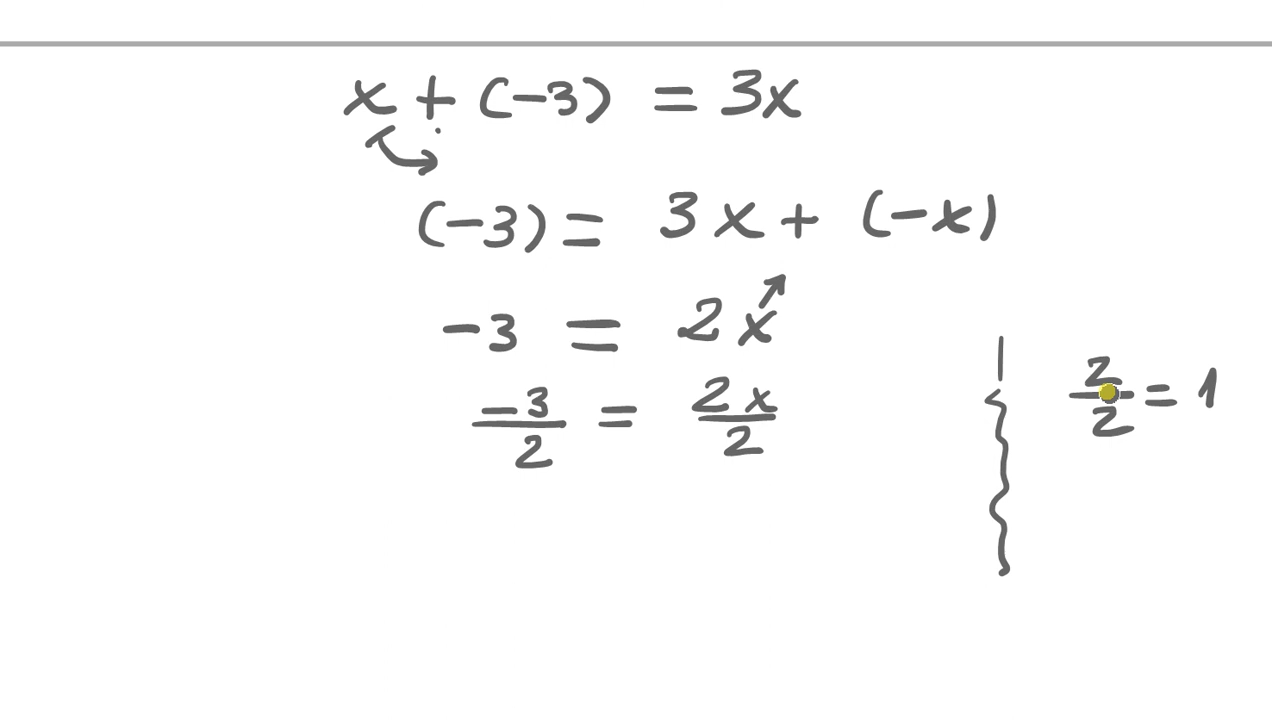 x + (-3) = 3x
(-3) = 3x + (-x)
-3 = 2x
-3/2 = 2x/2
2/2 = 1